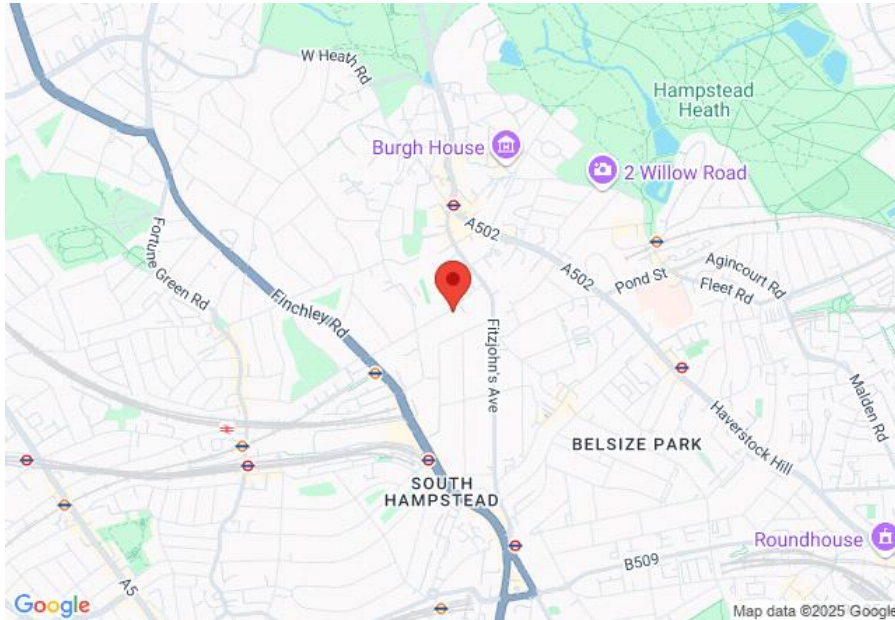 W Heath Rd
Hampstead
Heath
Burgh House
2 Willow Road
A502
A502
Pond St
Agincourt Rd
Fleet Rd
Fortune Green Rd
Finchley Rd
Fitzjohn's Ave
Malden Rd
Haverstock Hill
BELSIZE PARK
SOUTH
HAMPSTEAD
Roundhouse
B509
A5
Google
Map data ©2025 Google